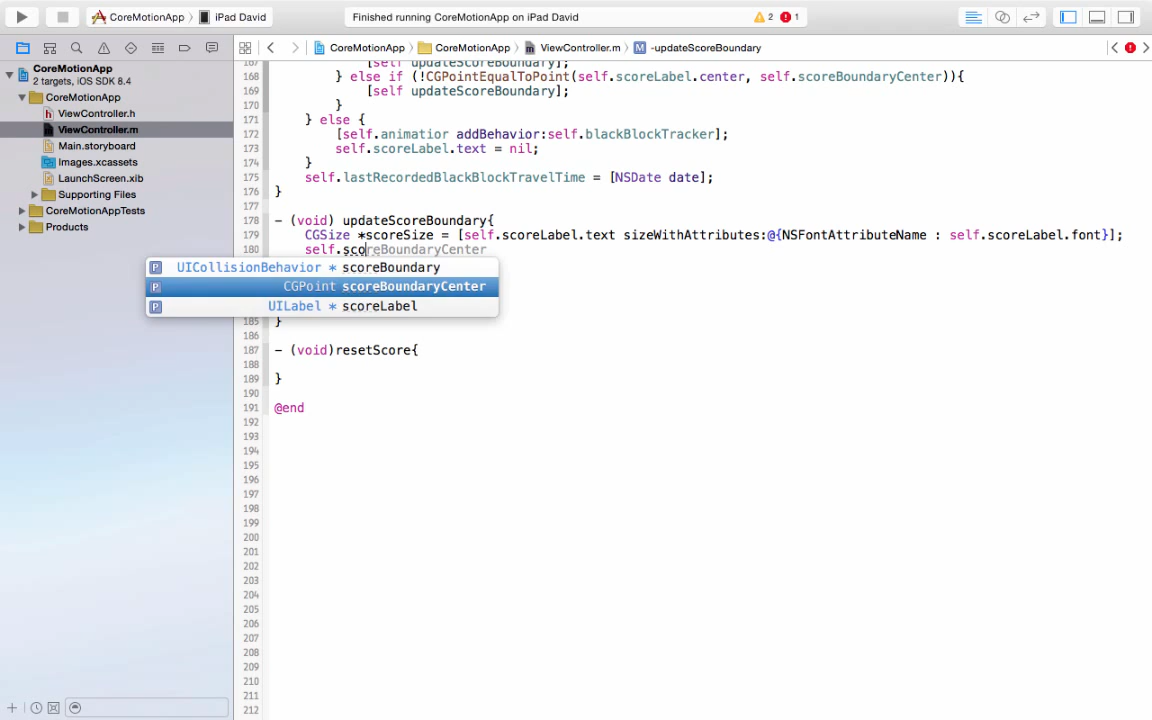 CoreMotionApp
iPad David
Finished running CoreMotionApp on iPad David
2
1
CoreMotionApp
CoreMotionApp
ViewController.m
M
-updateScoreBoundary
CoreMotionApp
2 targets, iOS SDK 8.4
CoreMotionApp
h ViewController.h
m ViewController.m
Main.storyboard
Images.xcassets
LaunchScreen.xib
Supporting Files
CoreMotionAppTests
Products
167 [self updateScoreBoundary];
168 } else if (!CGPointEqualToPoint(self.scoreLabel.center, self.scoreBoundaryCenter)){
169 [self updateScoreBoundary];
170 }
171 } else {
172 [self.animatior addBehavior:self.blackBlockTracker];
173 self.scoreLabel.text = nil;
174 }
175 self.lastRecordedBlackBlockTravelTime = [NSDate date];
176 }
177
178 - (void) updateScoreBoundary{
179 CGSize *scoreSize = [self.scoreLabel.text sizeWithAttributes:@{NSFontAttributeName : self.scoreLabel.font}];
180 self.scoreBoundaryCenter
P UICollisionBehavior * scoreBoundary
P CGPoint scoreBoundaryCenter
P UILabel * scoreLabel
185 }
186
187 - (void)resetScore{
188
189 }
190
191 @end
192
193
194
195
196
197
198
199
200
201
202
203
204
205
206
207
208
209
210
211
212